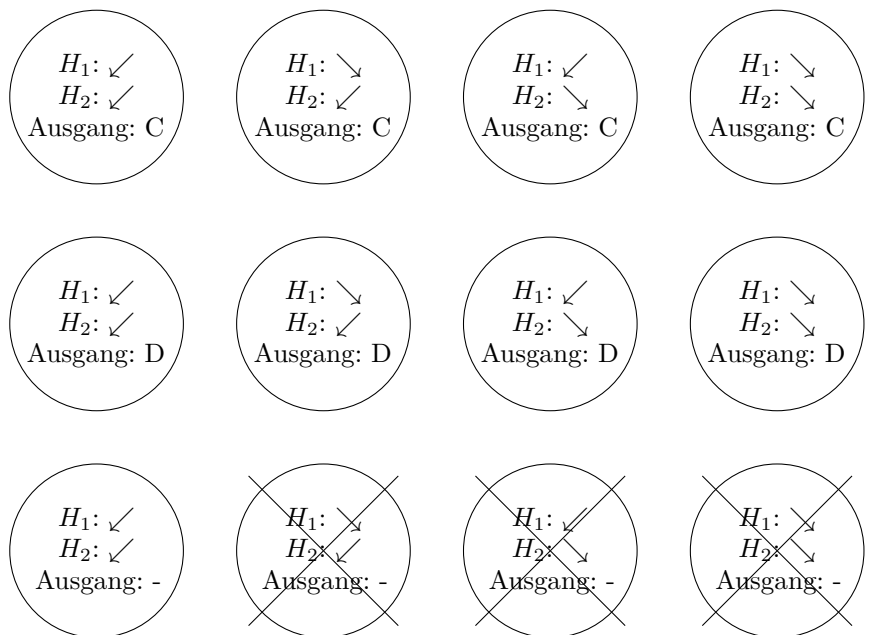 H₁: ↙ H₁: ↘ H₁: ↙ H₁: ↘
H₂: ↙ H₂: ↙ H₂: ↘ H₂: ↘
Ausgang: C Ausgang: C Ausgang: C Ausgang: C
H₁: ↙ H₁: ↘ H₁: ↙ H₁: ↘
H₂: ↙ H₂: ↙ H₂: ↘ H₂: ↘
Ausgang: D Ausgang: D Ausgang: D Ausgang: D
H₁: ↙ H₁: ↘ H₁: ↙ H₁: ↘
H₂: ↙ H₂: ↙ H₂: ↘ H₂: ↘
Ausgang: - Ausgang: - Ausgang: - Ausgang: -